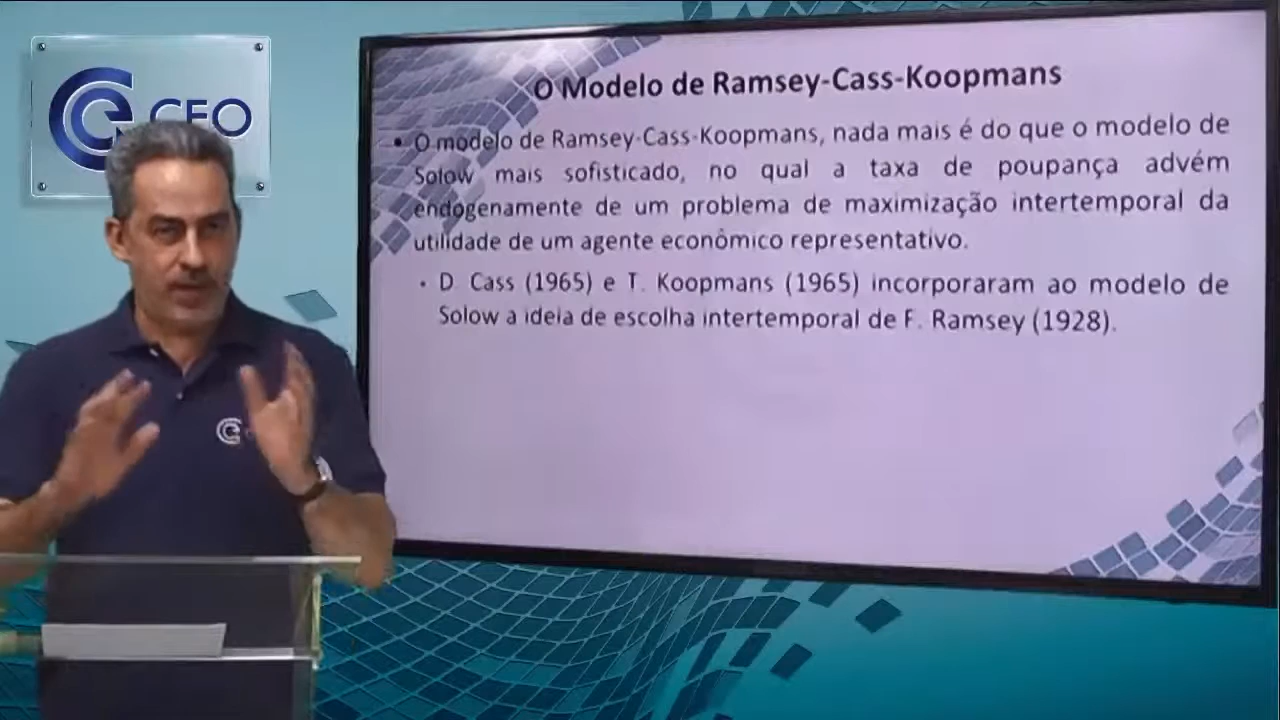 CEO
O Modelo de Ramsey-Cass-Koopmans
• O modelo de Ramsey-Cass-Koopmans, nada mais é do que o modelo de
Solow mais sofisticado, no qual a taxa de poupança advém
endogenamente de um problema de maximização intertemporal da
utilidade de um agente econômico representativo.
• D. Cass (1965) e T. Koopmans (1965) incorporaram ao modelo de
Solow a ideia de escolha intertemporal de F. Ramsey (1928).